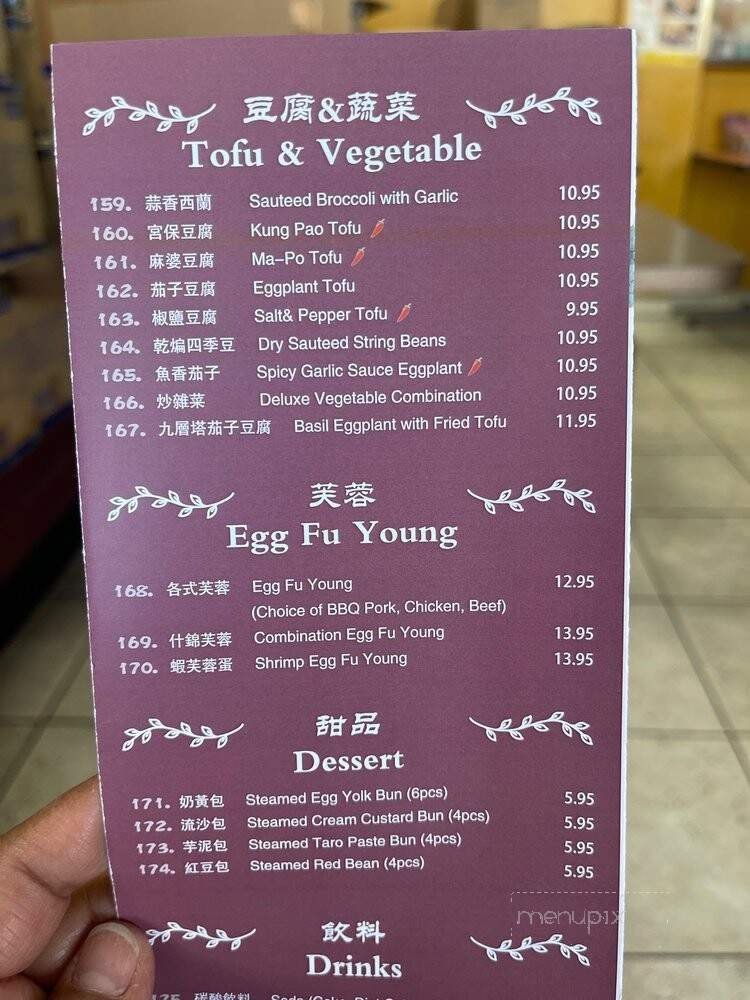 豆腐&蔬菜
Tofu & Vegetable
159. 蒜香西蘭 Sauteed Broccoli with Garlic 10.95
160. 宮保豆腐 Kung Pao Tofu 10.95
161. 麻婆豆腐 Ma-Po Tofu 10.95
162. 茄子豆腐 Eggplant Tofu 10.95
163. 椒鹽豆腐 Salt& Pepper Tofu 9.95
164. 乾煸四季豆 Dry Sauteed String Beans 10.95
165. 魚香茄子 Spicy Garlic Sauce Eggplant 10.95
166. 炒雜菜 Deluxe Vegetable Combination 10.95
167. 九層塔茄子豆腐 Basil Eggplant with Fried Tofu 11.95
芙蓉
Egg Fu Young
168. 各式芙蓉 Egg Fu Young 12.95
(Choice of BBQ Pork, Chicken, Beef)
169. 什錦芙蓉 Combination Egg Fu Young 13.95
170. 蝦芙蓉蛋 Shrimp Egg Fu Young 13.95
甜品
Dessert
171. 奶黃包 Steamed Egg Yolk Bun (6pcs) 5.95
172. 流沙包 Steamed Cream Custard Bun (4pcs) 5.95
173. 芋泥包 Steamed Taro Paste Bun (4pcs) 5.95
174. 紅豆包 Steamed Red Bean (4pcs) 5.95
menupix
飲料
Drinks
175. 碳酸飲料 Soda (Coke, Diet